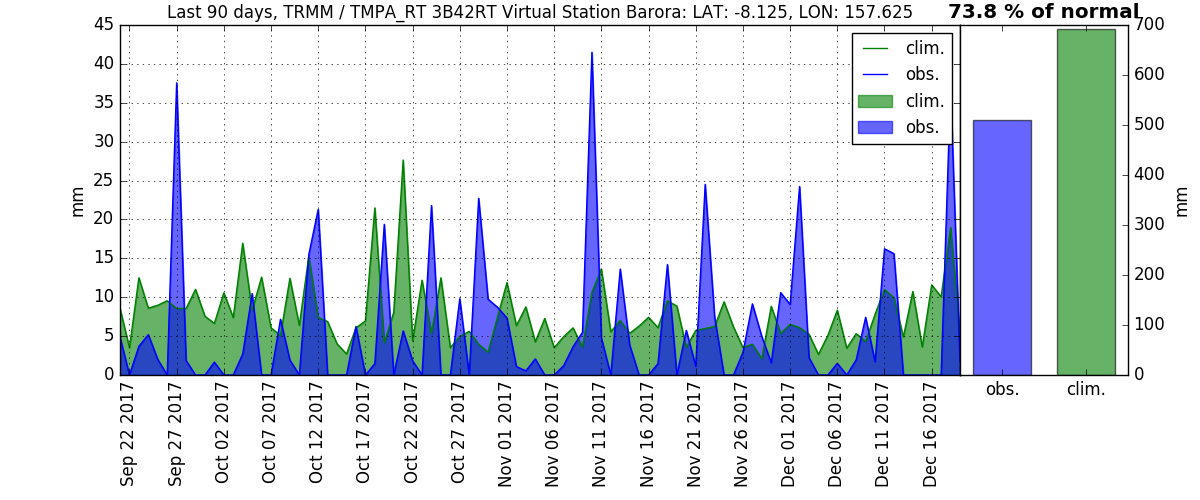 Last 90 days, TRMM / TMPA_RT 3B42RT Virtual Station Barora: LAT: -8.125, LON: 157.625
73.8 % of normal
45
40
35
30
25
20
15
10
5
0
mm
clim.
obs.
clim.
obs.
Sep 22 2017
Sep 27 2017
Oct 02 2017
Oct 07 2017
Oct 12 2017
Oct 17 2017
Oct 22 2017
Oct 27 2017
Nov 01 2017
Nov 06 2017
Nov 11 2017
Nov 16 2017
Nov 21 2017
Nov 26 2017
Dec 01 2017
Dec 06 2017
Dec 11 2017
Dec 16 2017
700
600
500
400
300
200
100
0
mm
obs.
clim.